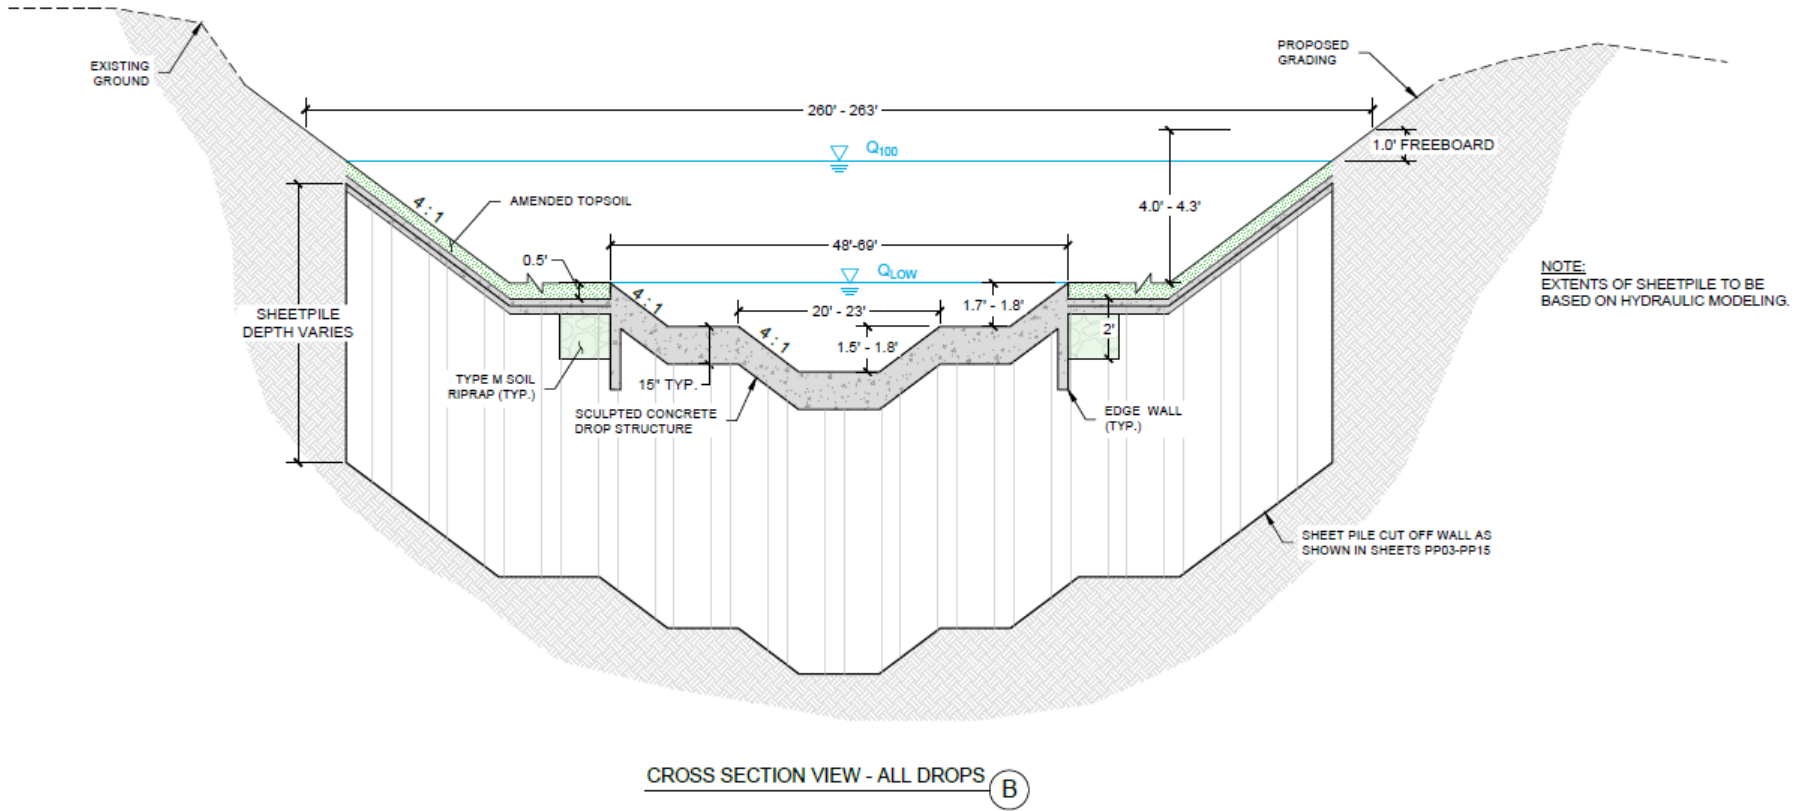 EXISTING
GROUND
PROPOSED
GRADING
260' - 263'
1.0' FREEBOARD
Q100
4 : 1
AMENDED TOPSOIL
4.0' - 4.3'
48'-69'
0.5'
QLOW
NOTE:
EXTENTS OF SHEETPILE TO BE
BASED ON HYDRAULIC MODELING.
4 : 1
20' - 23'
1.7' - 1.8'
SHEETPILE
DEPTH VARIES
4 : 1
1.5' - 1.8'
2'
TYPE M SOIL
RIPRAP (TYP.)
15" TYP.
SCULPTED CONCRETE
DROP STRUCTURE
EDGE WALL
(TYP.)
SHEET PILE CUT OFF WALL AS
SHOWN IN SHEETS PP03-PP15
CROSS SECTION VIEW - ALL DROPS
B